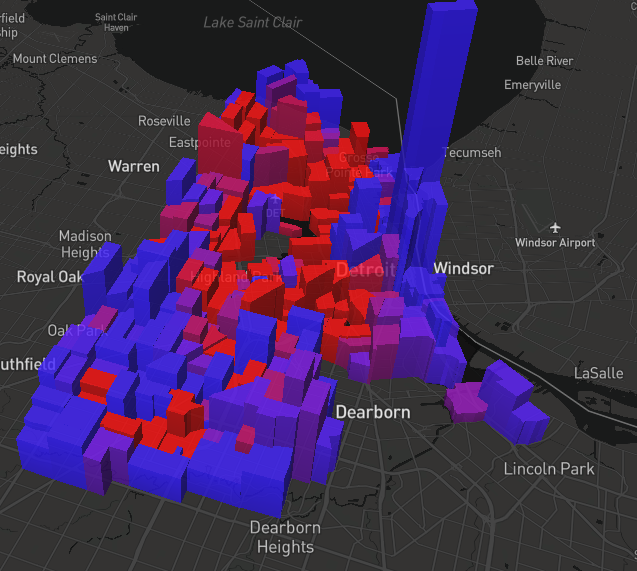 Lake Saint Clair
Saint Clair
Haven
rfield
ship
Mount Clemens
Belle River
Emeryville
Roseville
eights
Eastpointe
Grosse
Pointe Park
Tecumseh
Warren
DET
Madison
Heights
Windsor Airport
Royal Oak
Highland Park
Detroit
Windsor
Oak Park
uthfield
LaSalle
Dearborn
Lincoln Park
Dearborn
Heights